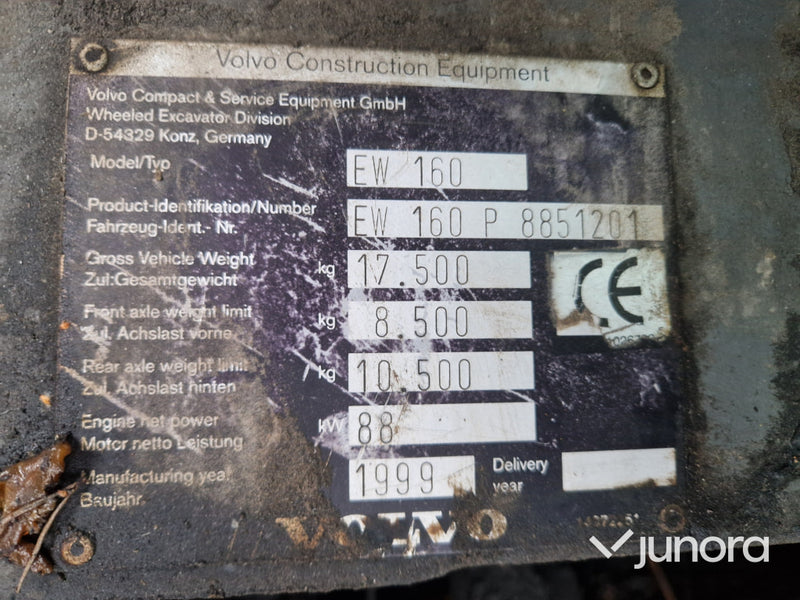 Volvo Construction Equipment
Volvo Compact & Service Equipment GmbH
Wheeled Excavator Division
D-54329 Konz, Germany
Model/Typ EW 160
Product-Identifikation/Number
Fahrzeug-Ident.- Nr. EW 160 P 8851201
Gross Vehicle Weight
Zul.Gesamtgewicht kg 17.500
CE
Front axle weight limit
Zul. Achslast vorne kg 8.500
Rear axle weight limit
Zul. Achslast hinten kg 10.500
Engine net power
Motor netto Leistung kW 88
Manufacturing year
Baujahr 1999
Delivery
year
VOLVO
junora